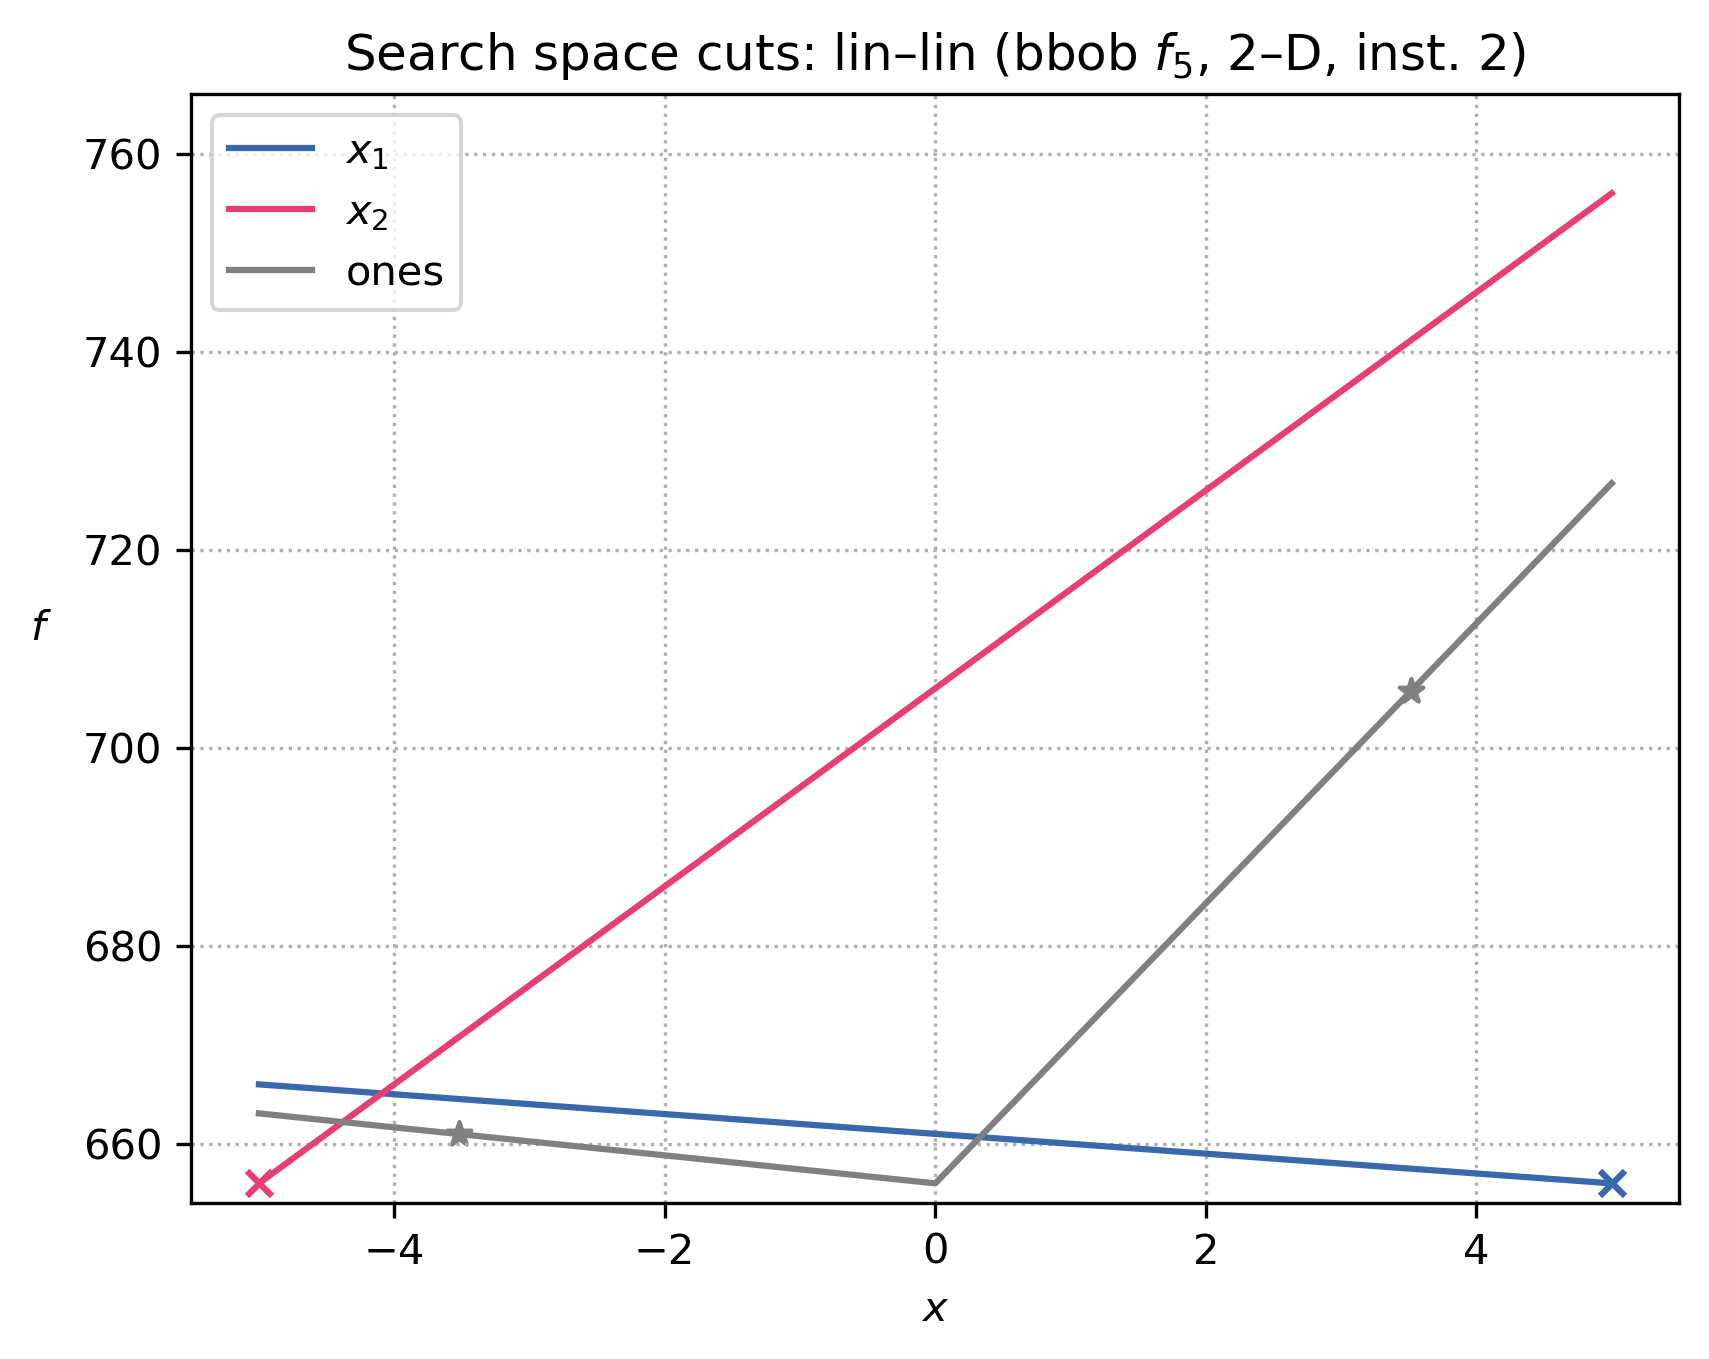 Search space cuts: lin–lin (bbob f₅, 2–D, inst. 2)
x₁
x₂
ones
760
740
720
700
680
660
f
−4
−2
0
2
4
x